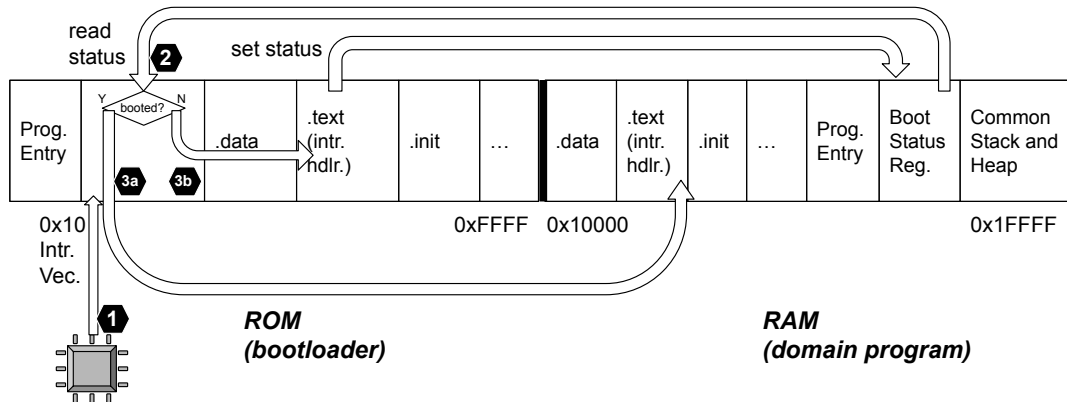 read
status
2
set status
Y
booted?
N
Prog.
Entry
.data
.text
(intr.
hdlr.)
.init
…
.data
.text
(intr.
hdlr.)
.init
…
Prog.
Entry
Boot
Status
Reg.
Common
Stack and
Heap
3a
3b
0x10
Intr.
Vec.
0xFFFF
0x10000
0x1FFFF
1
ROM
(bootloader)
RAM
(domain program)